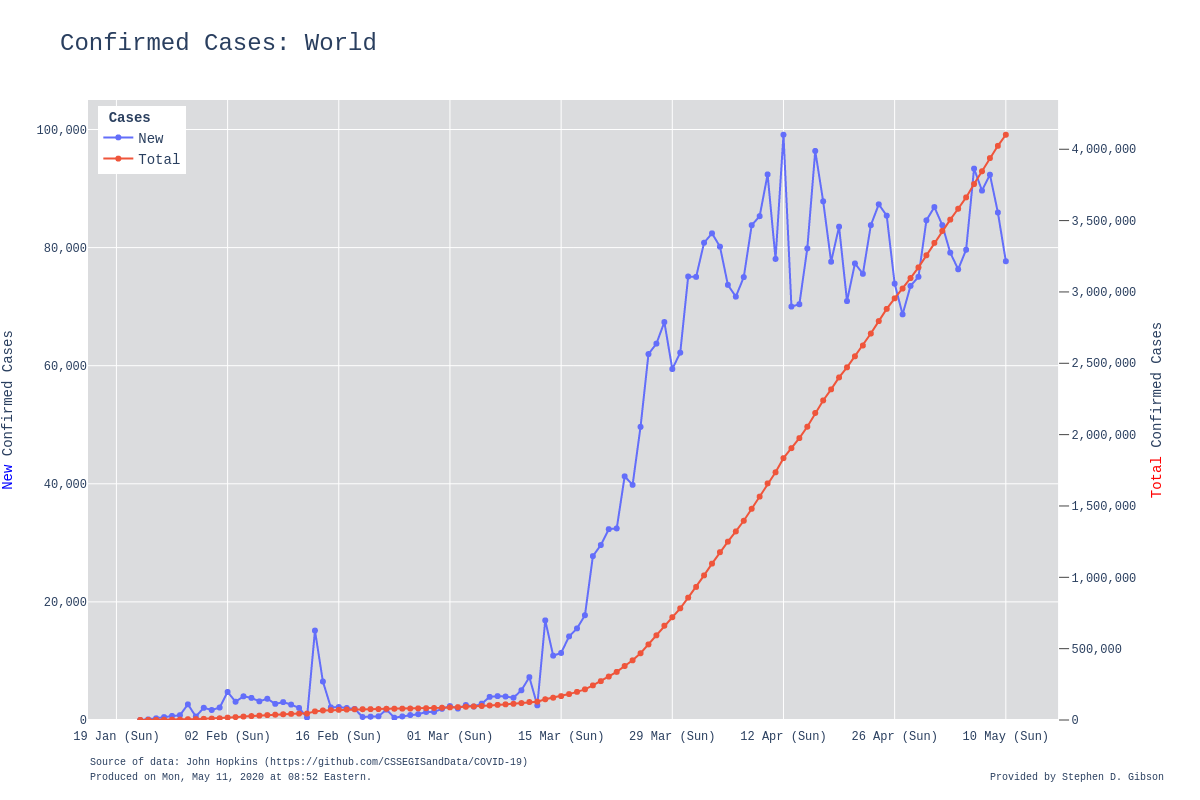 Confirmed Cases: World
Cases
New
Total
100,000
80,000
60,000
40,000
20,000
0
New Confirmed Cases
4,000,000
3,500,000
3,000,000
2,500,000
2,000,000
1,500,000
1,000,000
500,000
0
Total Confirmed Cases
19 Jan (Sun) 02 Feb (Sun) 16 Feb (Sun) 01 Mar (Sun) 15 Mar (Sun) 29 Mar (Sun) 12 Apr (Sun) 26 Apr (Sun) 10 May (Sun)
Source of data: John Hopkins (https://github.com/CSSEGISandData/COVID-19)
Produced on Mon, May 11, 2020 at 08:52 Eastern.
Provided by Stephen D. Gibson